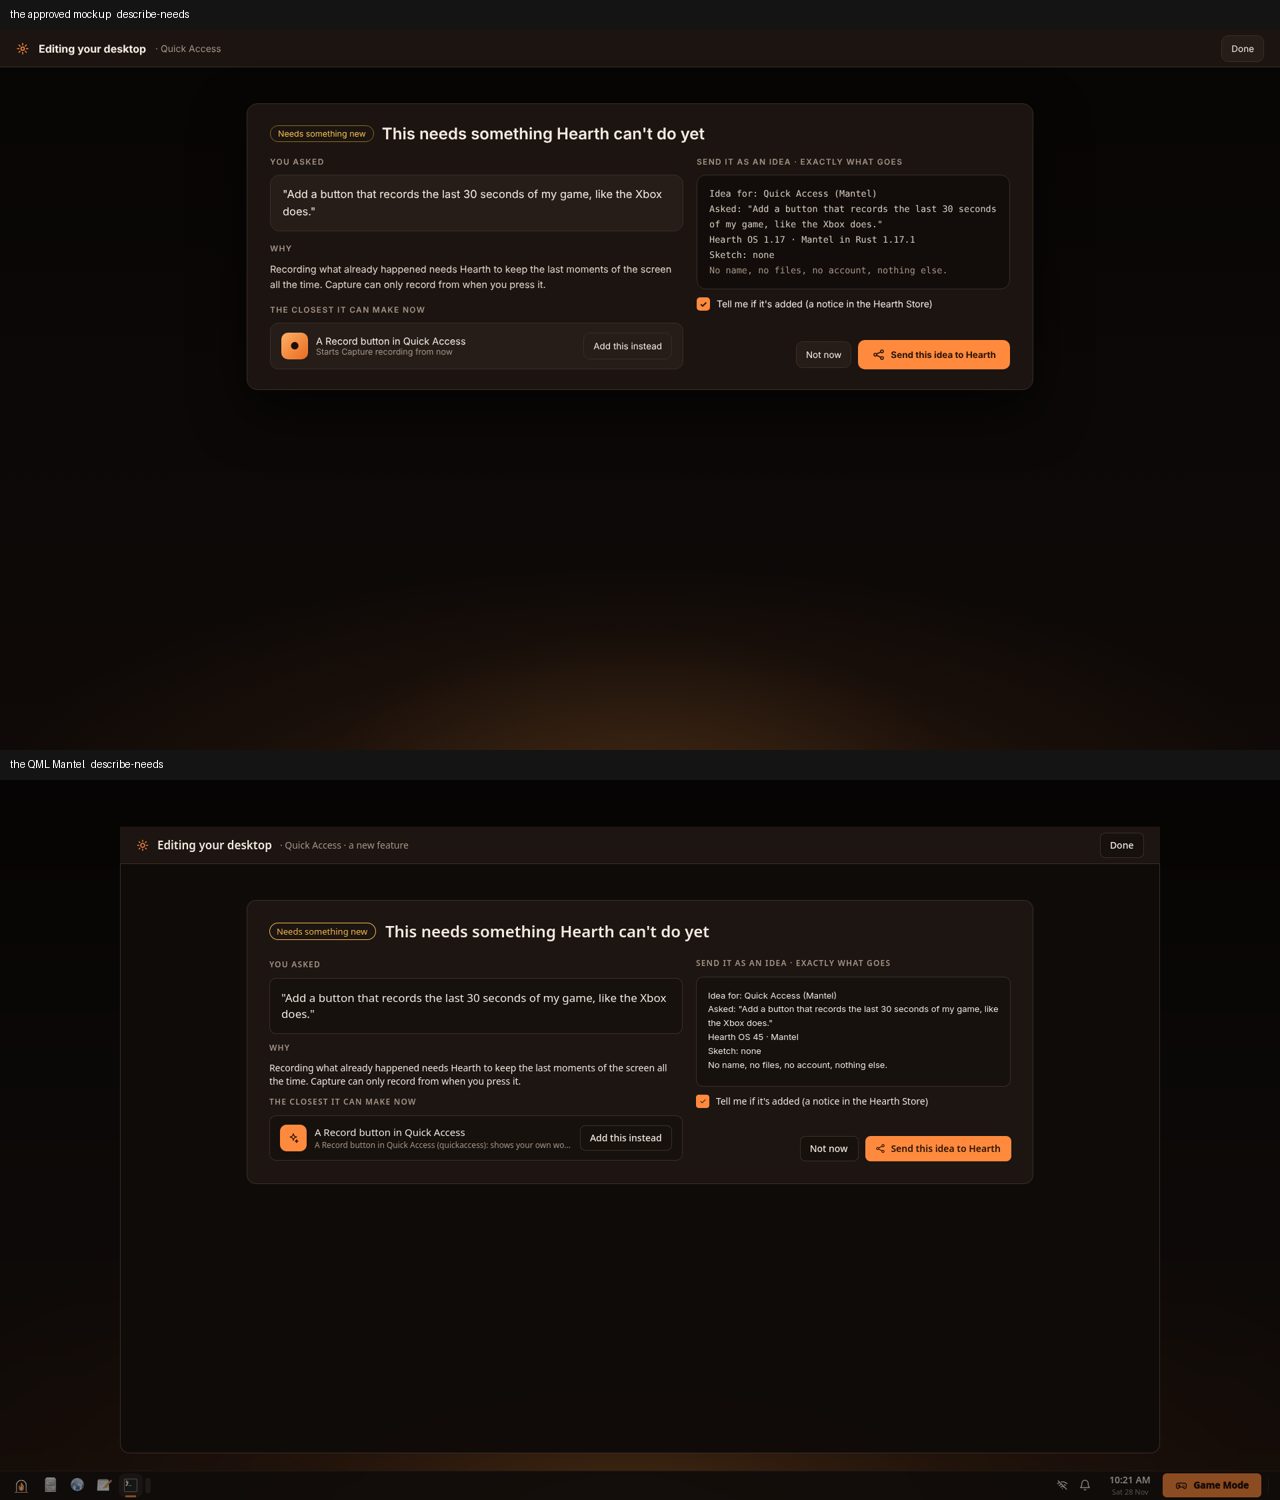 the approved mockup describe-needs
Editing your desktop · Quick Access
Done
Needs something new
This needs something Hearth can't do yet
YOU ASKED
"Add a button that records the last 30 seconds of my game, like the Xbox
does."
WHY
Recording what already happened needs Hearth to keep the last moments of the screen
all the time. Capture can only record from when you press it.
THE CLOSEST IT CAN MAKE NOW
A Record button in Quick Access
Starts Capture recording from now
Add this instead
SEND IT AS AN IDEA · EXACTLY WHAT GOES
Idea for: Quick Access (Mantel)
Asked: "Add a button that records the last 30 seconds
of my game, like the Xbox does."
Hearth OS 1.17 · Mantel in Rust 1.17.1
Sketch: none
No name, no files, no account, nothing else.
Tell me if it's added (a notice in the Hearth Store)
Not now
Send this idea to Hearth
the QML Mantel describe-needs
Editing your desktop · Quick Access · a new feature
Done
Needs something new
This needs something Hearth can't do yet
YOU ASKED
"Add a button that records the last 30 seconds of my game, like the Xbox
does."
WHY
Recording what already happened needs Hearth to keep the last moments of the screen all
the time. Capture can only record from when you press it.
THE CLOSEST IT CAN MAKE NOW
A Record button in Quick Access
A Record button in Quick Access (quickaccess): shows your own wo...
Add this instead
SEND IT AS AN IDEA · EXACTLY WHAT GOES
Idea for: Quick Access (Mantel)
Asked: "Add a button that records the last 30 seconds of my game, like
the Xbox does."
Hearth OS 45 · Mantel
Sketch: none
No name, no files, no account, nothing else.
Tell me if it's added (a notice in the Hearth Store)
Not now
Send this idea to Hearth
10:21 AM
Sat 28 Nov
Game Mode